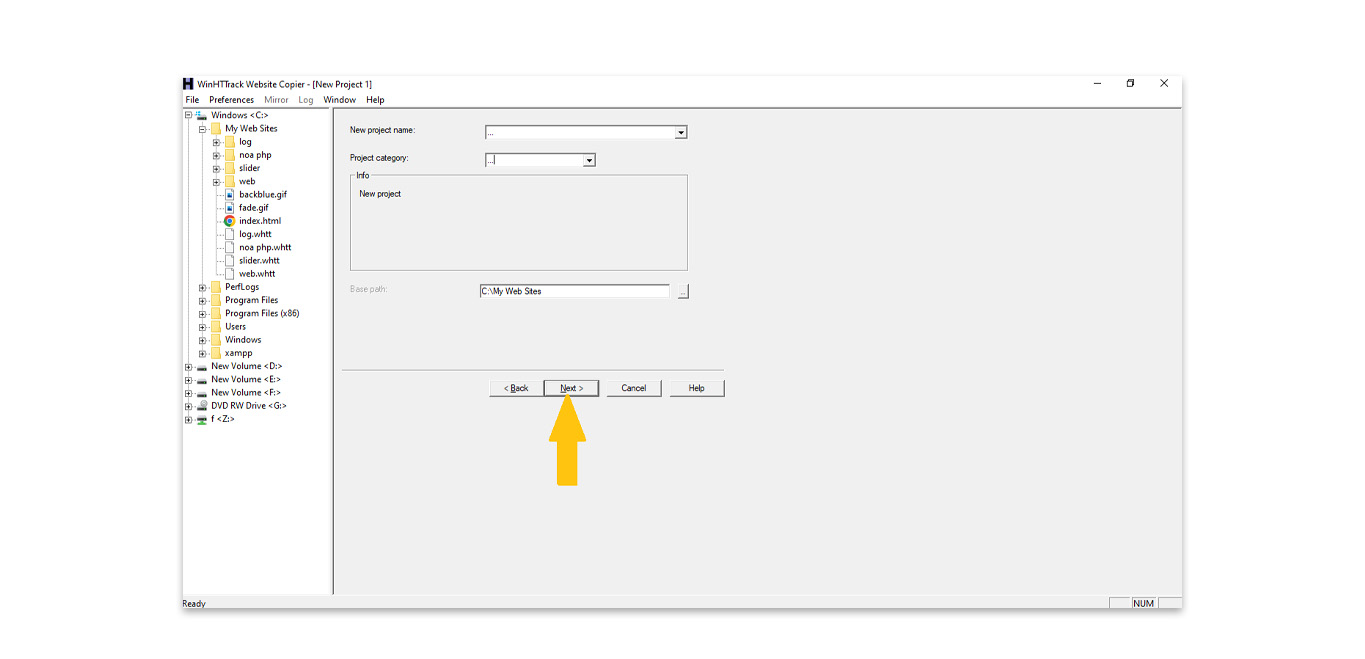 WinHTTrack Website Copier - [New Project 1]
File Preferences Mirror Log Window Help
Windows <C:>
My Web Sites
log
noa php
slider
web
backblue.gif
fade.gif
index.html
log.whtt
noa php.whtt
slider.whtt
web.whtt
PerfLogs
Program Files
Program Files (x86)
Users
Windows
xampp
New Volume <D:>
New Volume <E:>
New Volume <F:>
DVD RW Drive <G:>
f <Z:>
New project name:
...
Project category:
...
Info
New project
Base path:
C:\My Web Sites
...
< Back Next > Cancel Help
Ready
NUM